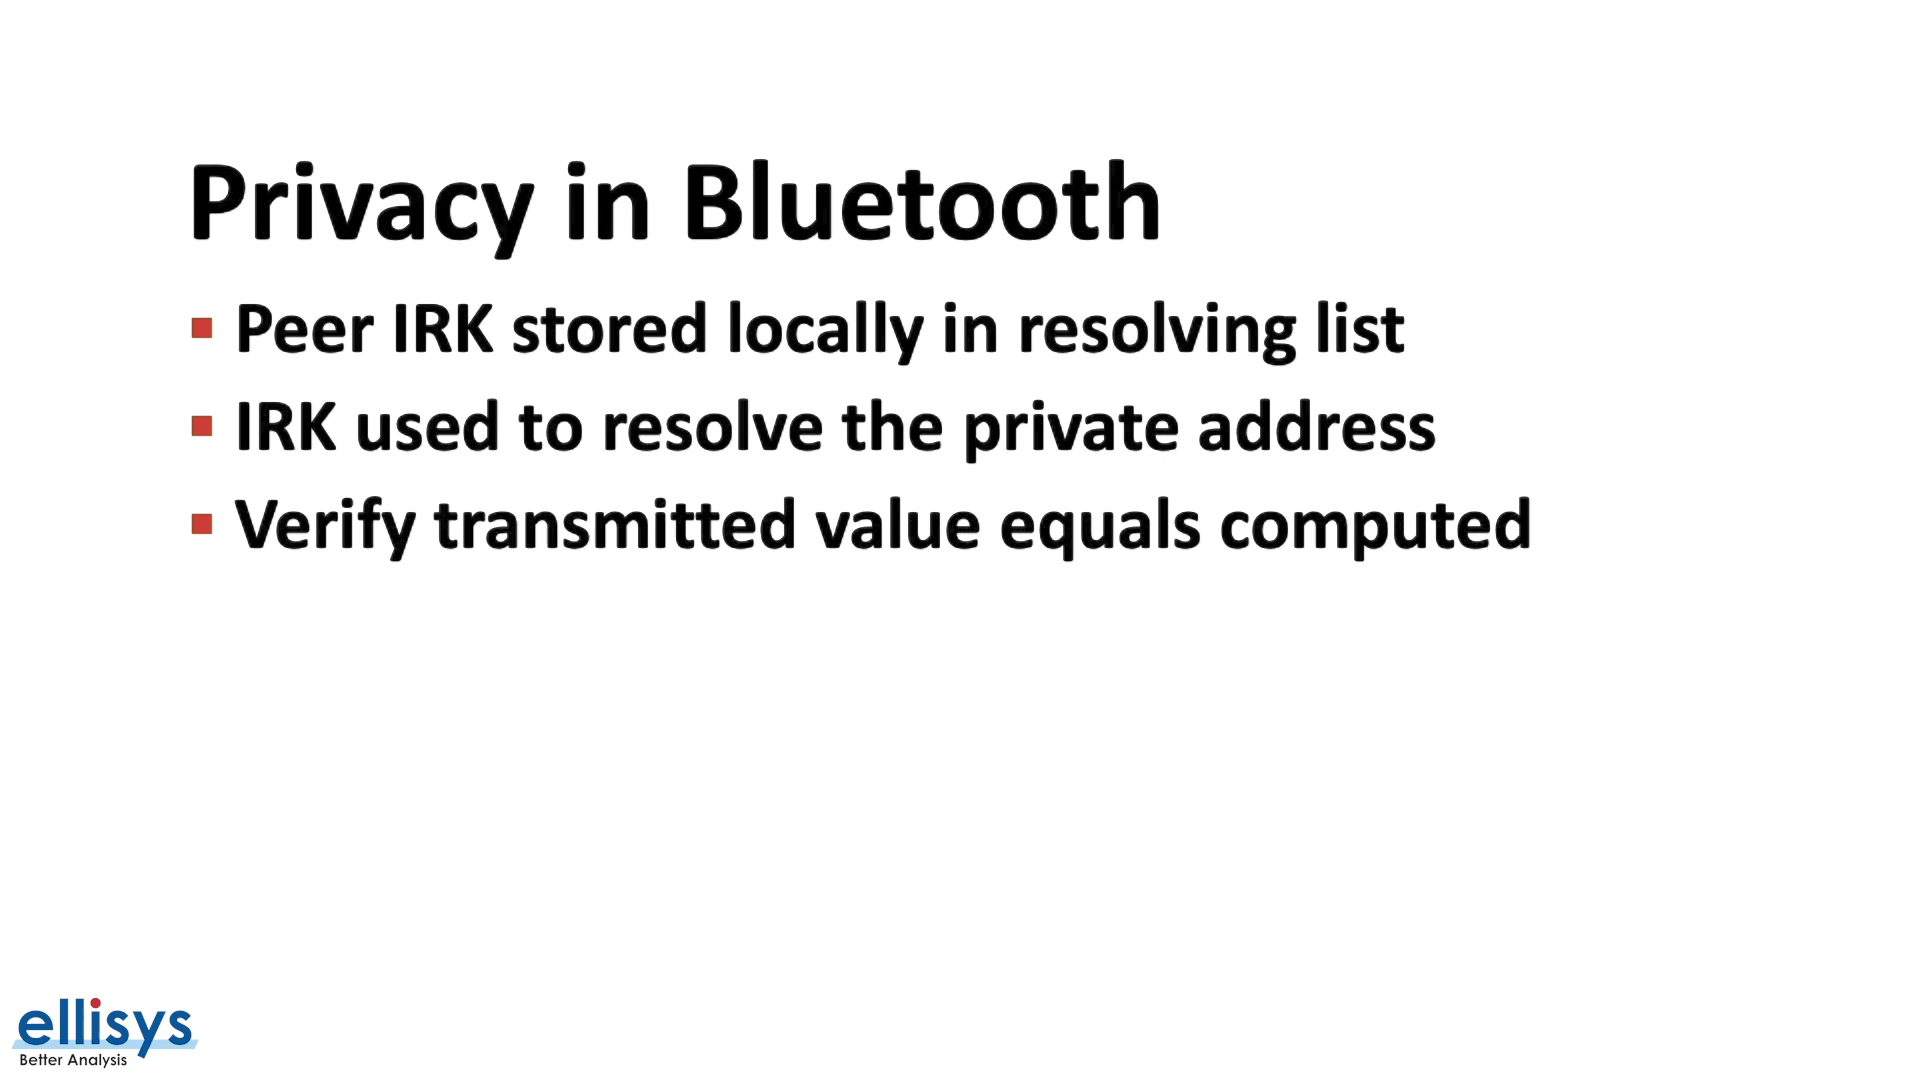 Privacy in Bluetooth
Peer IRK stored locally in resolving list
IRK used to resolve the private address
Verify transmitted value equals computed
ellisys
Better Analysis